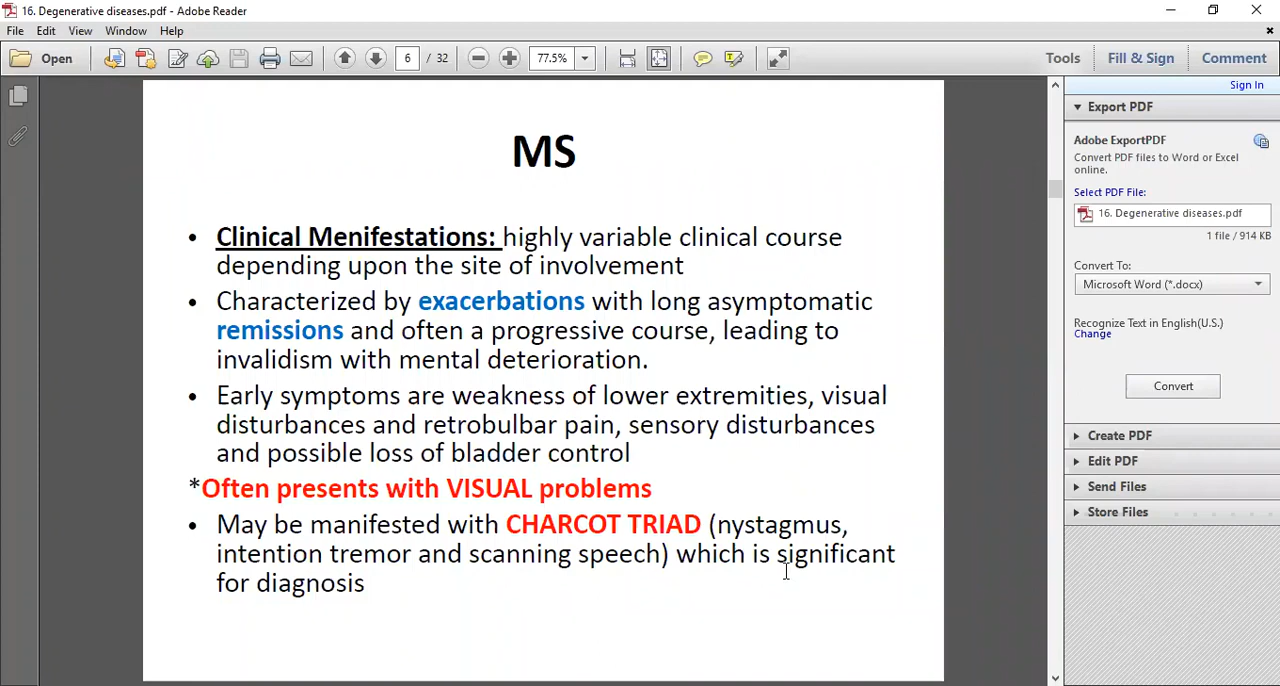 16. Degenerative diseases.pdf - Adobe Reader
File Edit View Window Help
Open 6 / 32 77.5% Tools Fill & Sign Comment
Sign In
MS
• Clinical Menifestations: highly variable clinical course
depending upon the site of involvement
• Characterized by exacerbations with long asymptomatic
remissions and often a progressive course, leading to
invalidism with mental deterioration.
• Early symptoms are weakness of lower extremities, visual
disturbances and retrobulbar pain, sensory disturbances
and possible loss of bladder control
*Often presents with VISUAL problems
• May be manifested with CHARCOT TRIAD (nystagmus,
intention tremor and scanning speech) which is significant
for diagnosis
Export PDF
Adobe ExportPDF
Convert PDF files to Word or Excel
online.
Select PDF File:
16. Degenerative diseases.pdf
1 file / 914 KB
Convert To:
Microsoft Word (*.docx)
Recognize Text in English(U.S.)
Change
Convert
Create PDF
Edit PDF
Send Files
Store Files